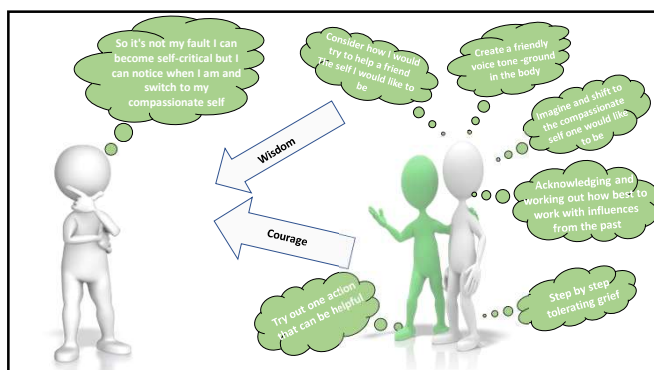 So it's not my fault I can
become self-critical but I
can notice when I am and
switch to my
compassionate self
Consider how I would
try to help a friend
The self I would like to
be
Create a friendly
voice tone -ground
in the body
Imagine and shift to
the compassionate
self one would like
to be
Wisdom
Acknowledging and
working out how best to
work with influences
from the past
Courage
Try out one action
that can be helpful
Step by step
tolerating grief